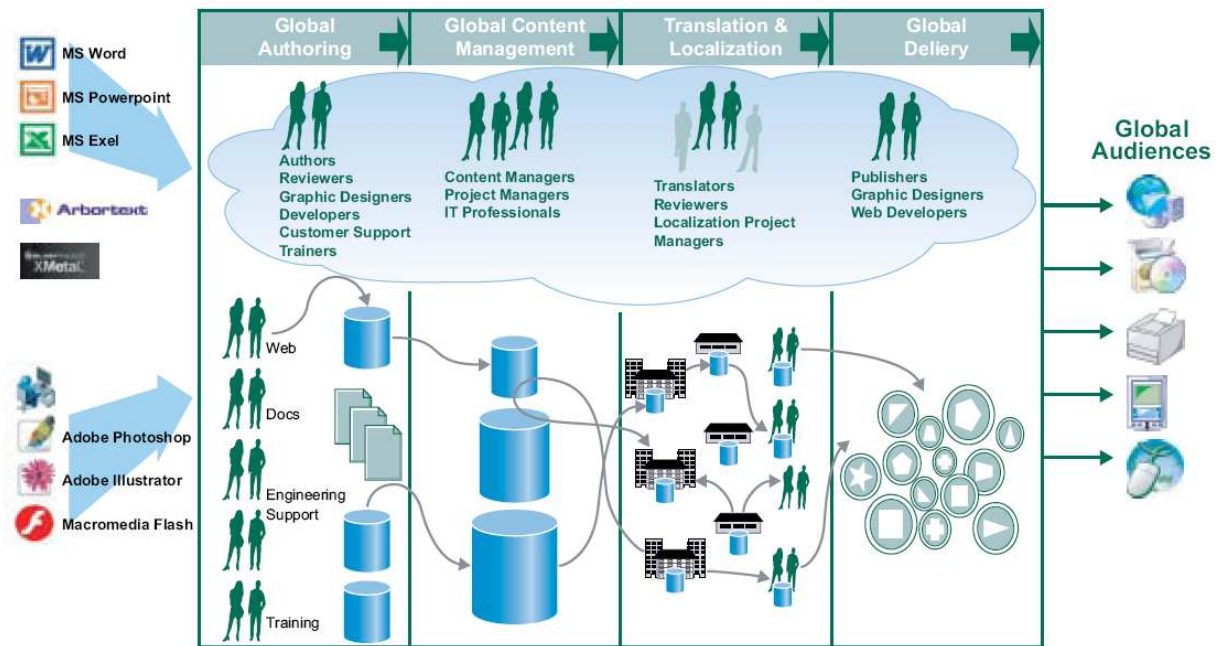 Global
Authoring
Global Content
Management
Translation &
Localization
Global
Deliery
MS Word
MS Powerpoint
MS Exel
Arbortext
XMetaL
Authors
Reviewers
Graphic Designers
Developers
Customer Support
Trainers
Content Managers
Project Managers
IT Professionals
Translators
Reviewers
Localization Project
Managers
Publishers
Graphic Designers
Web Developers
Global
Audiences
Web
Docs
Engineering
Support
Training
Adobe Photoshop
Adobe Illustrator
Macromedia Flash